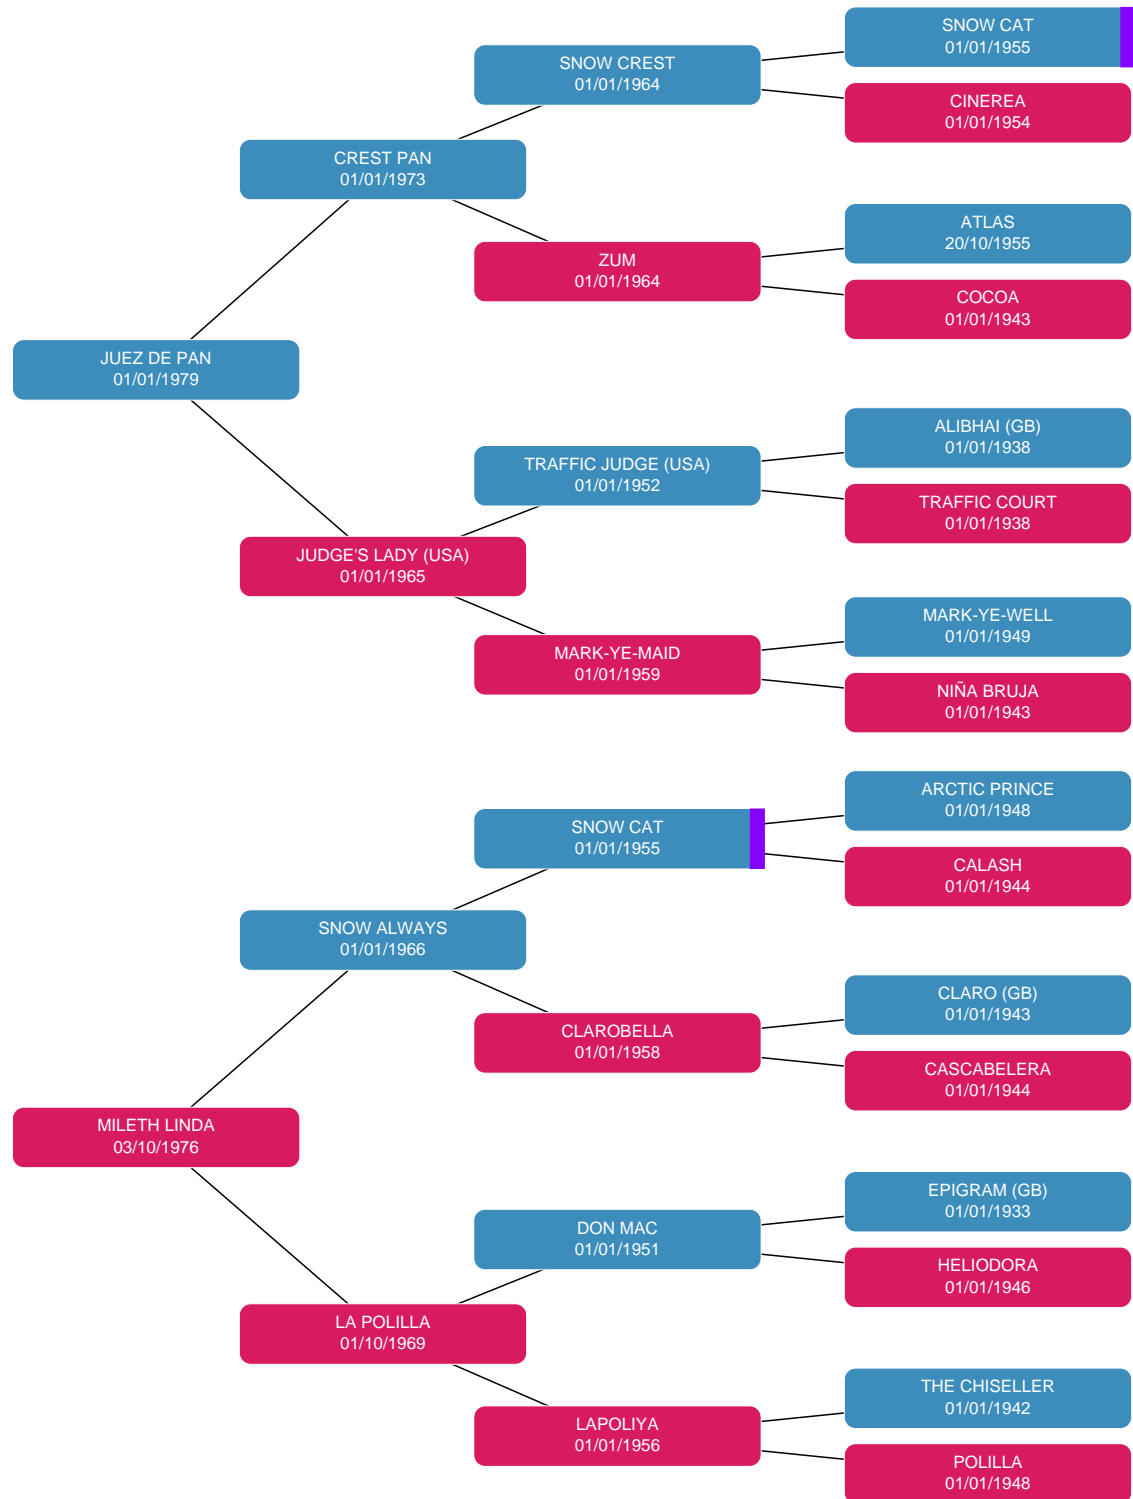 SNOW CAT
01/01/1955
SNOW CREST
01/01/1964
CINEREA
01/01/1954
CREST PAN
01/01/1973
ATLAS
20/10/1955
ZUM
01/01/1964
COCOA
01/01/1943
JUEZ DE PAN
01/01/1979
ALIBHAI (GB)
01/01/1938
TRAFFIC JUDGE (USA)
01/01/1952
TRAFFIC COURT
01/01/1938
JUDGE'S LADY (USA)
01/01/1965
MARK-YE-WELL
01/01/1949
MARK-YE-MAID
01/01/1959
NIÑA BRUJA
01/01/1943
ARCTIC PRINCE
01/01/1948
SNOW CAT
01/01/1955
CALASH
01/01/1944
SNOW ALWAYS
01/01/1966
CLARO (GB)
01/01/1943
CLAROBELLA
01/01/1958
CASCABELERA
01/01/1944
MILETH LINDA
03/10/1976
EPIGRAM (GB)
01/01/1933
DON MAC
01/01/1951
HELIODORA
01/01/1946
LA POLILLA
01/10/1969
THE CHISELLER
01/01/1942
LAPOLIYA
01/01/1956
POLILLA
01/01/1948